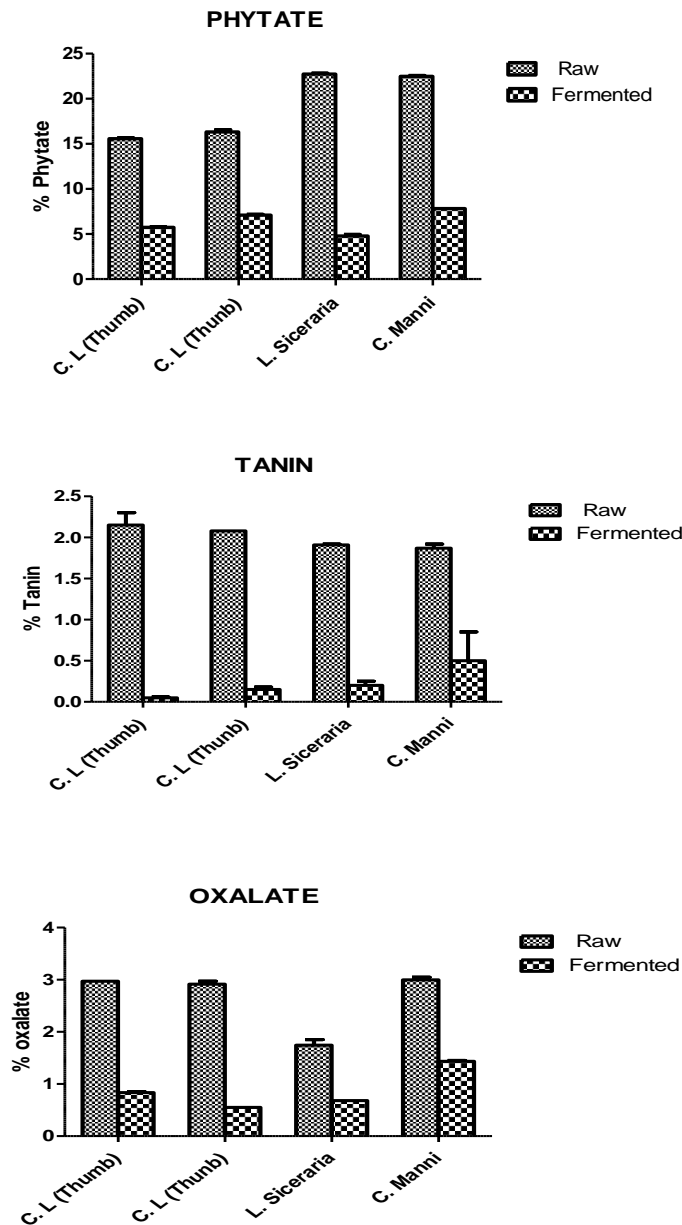 PHYTATE
25
20
15
10
5
0
% Phytate
C. L (Thumb)
C. L (Thunb)
L. Siceraria
C. Manni
Raw
Fermented
TANIN
2.5
2.0
1.5
1.0
0.5
0.0
% Tanin
C. L (Thumb)
C. L (Thunb)
L. Siceraria
C. Manni
Raw
Fermented
OXALATE
4
3
2
1
0
% oxalate
C. L (Thumb)
C. L (Thunb)
L. Siceraria
C. Manni
Raw
Fermented